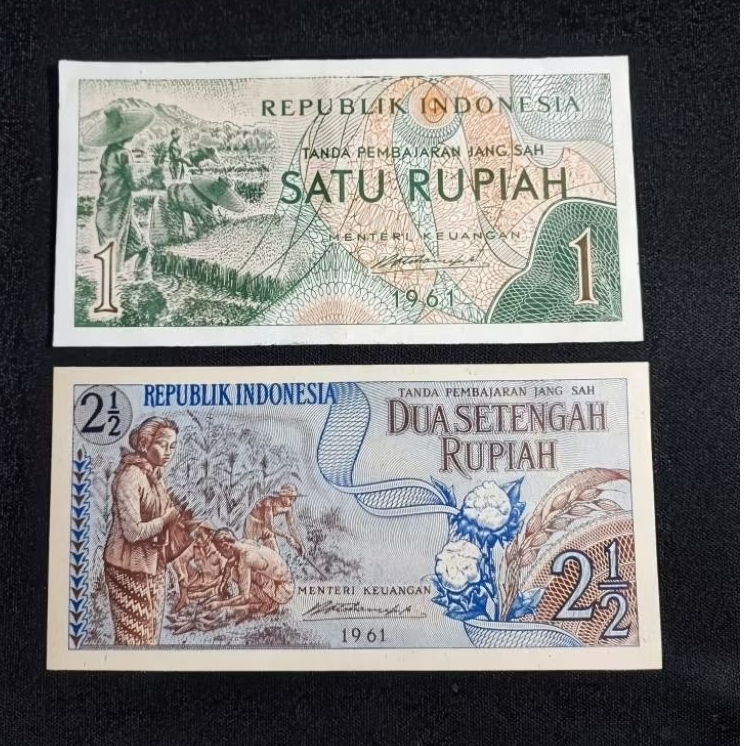 REPUBLIK INDONESIA
TANDA PEMBAJARAN JANG SAH
SATU RUPIAH
MENTERI KEUANGAN
1961
1
1
2½
REPUBLIK INDONESIA
TANDA PEMBAJARAN JANG SAH
DUA SETENGAH
RUPIAH
MENTERI KEUANGAN
1961
2½